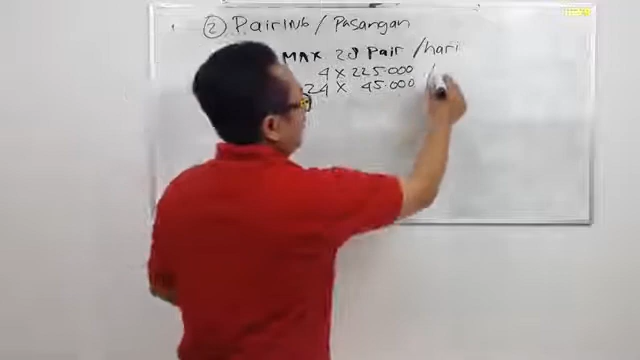 ② Pairing / Pasangan
MAX 28 Pair / hari
4 x 225.000 /
24 x 45.000